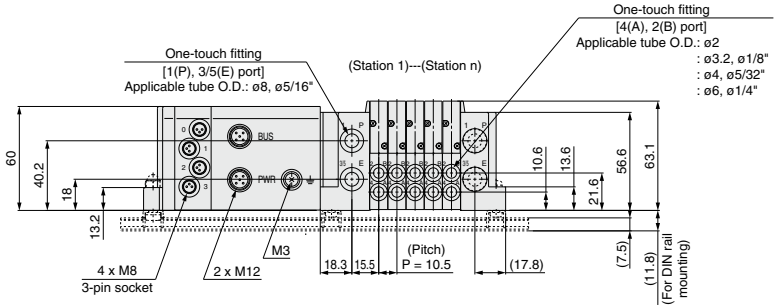 One-touch fitting
[4(A), 2(B) port]
Applicable tube O.D.: ø2
: ø3.2, ø1/8"
: ø4, ø5/32"
: ø6, ø1/4"
One-touch fitting
[1(P), 3/5(E) port]
Applicable tube O.D.: ø8, ø5/16"
(Station 1)---(Station n)
60
40.2
18
13.2
0
1
2
3
BUS
PWR
1 P
35 E
1 P
35 E
10.6
13.6
21.6
56.6
63.1
4 x M8
3-pin socket
2 x M12
M3
18.3
15.5
(Pitch)
P = 10.5
(17.8)
(7.5)
(11.8)
(For DIN rail
mounting)